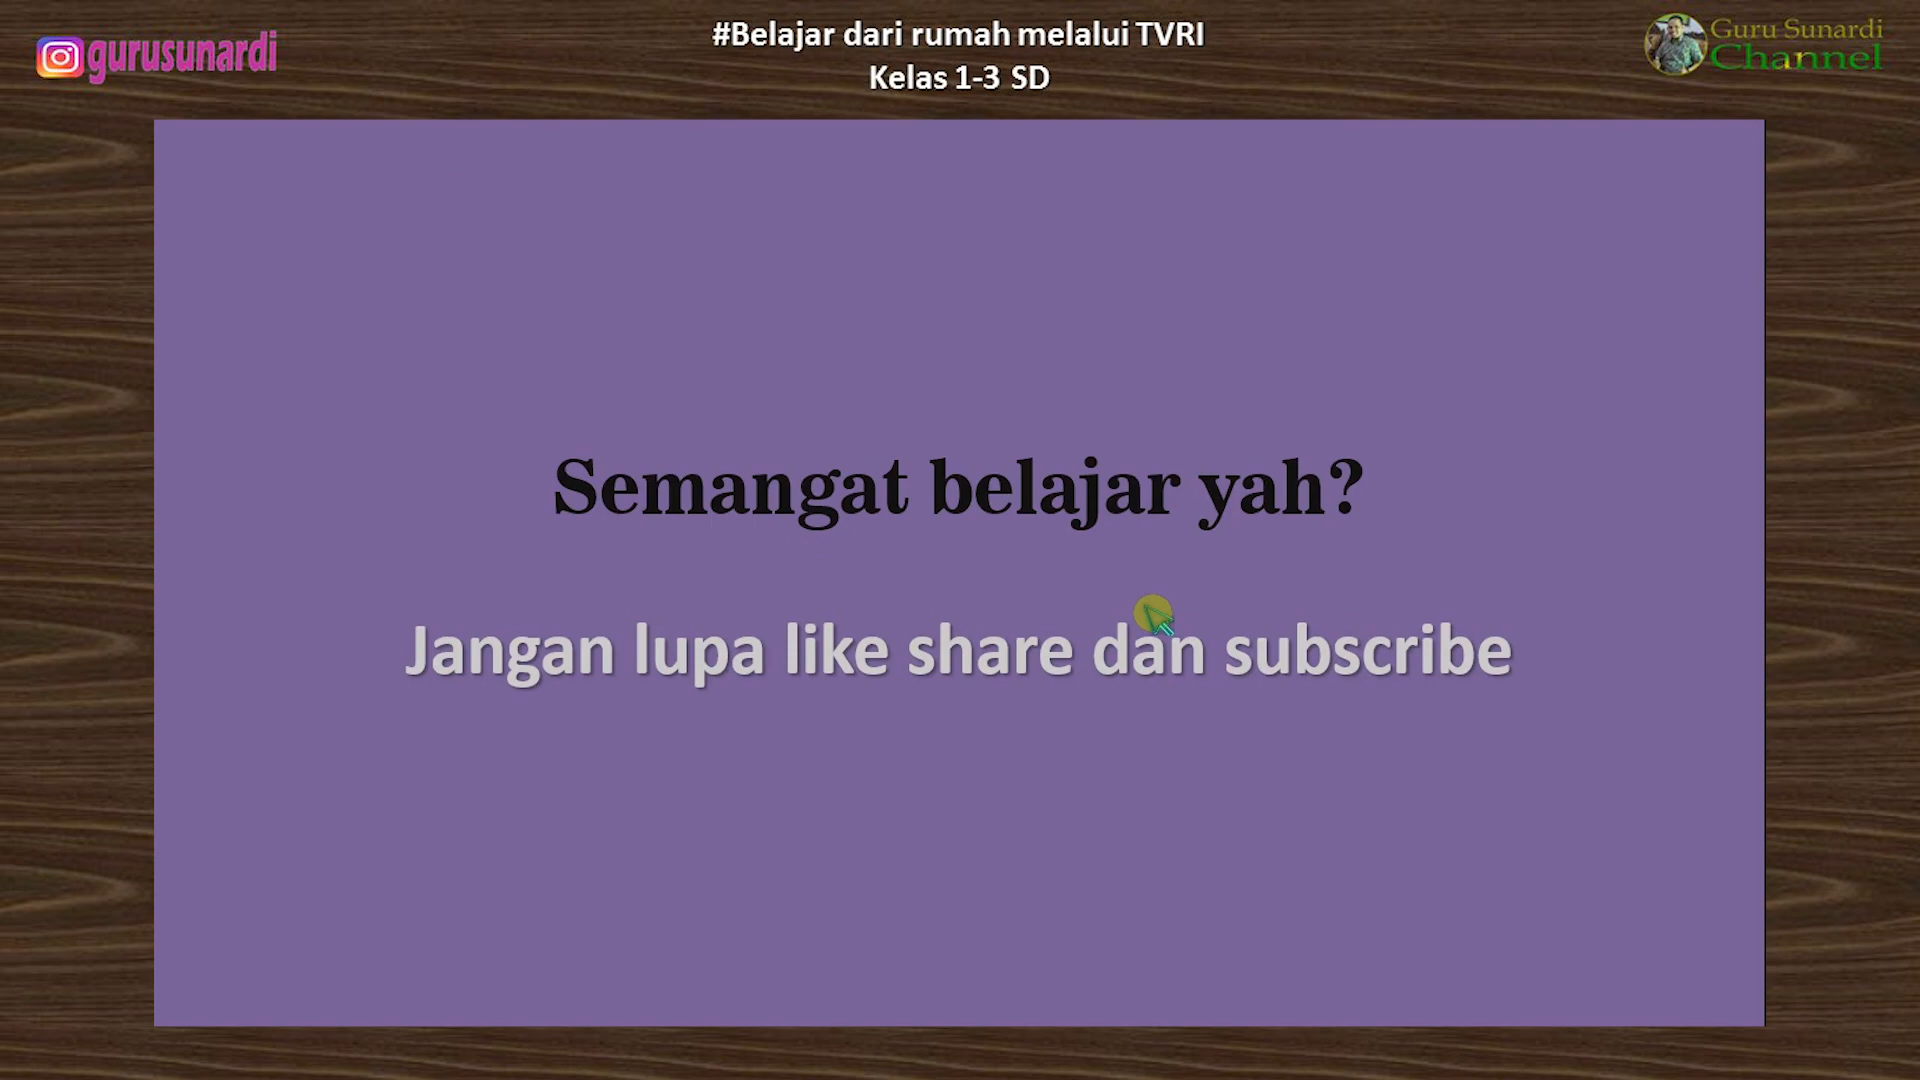 gurusunardi
#Belajar dari rumah melalui TVRI
Kelas 1-3 SD
Guru Sunardi
Channel
Semangat belajar yah?
Jangan lupa like share dan subscribe